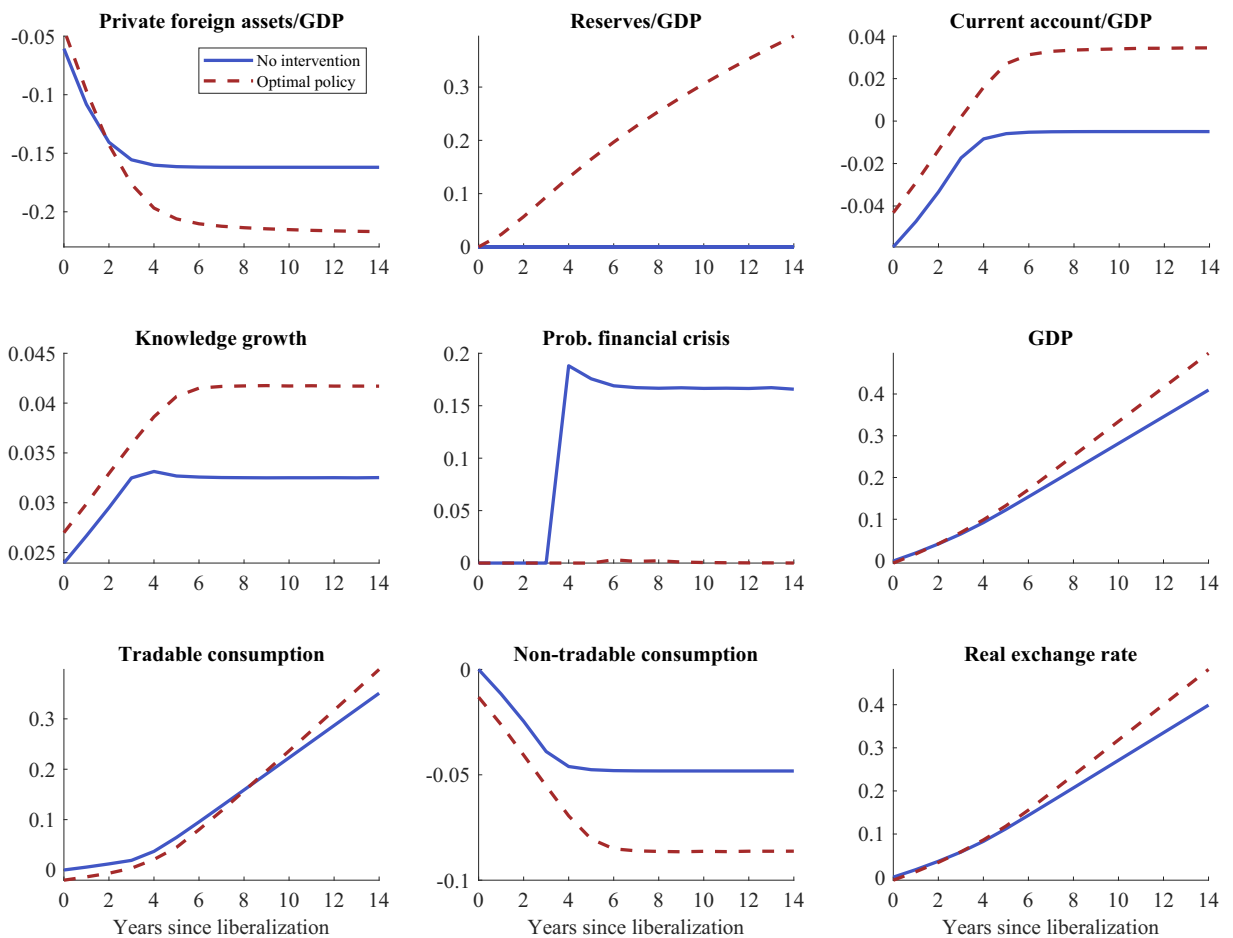 Private foreign assets/GDP
-0.05
-0.1
-0.15
-0.2
0 2 4 6 8 10 12 14
No intervention
Optimal policy
Reserves/GDP
0.3
0.2
0.1
0
0 2 4 6 8 10 12 14
Current account/GDP
0.04
0.02
0
-0.02
-0.04
0 2 4 6 8 10 12 14
Knowledge growth
0.045
0.04
0.035
0.03
0.025
0 2 4 6 8 10 12 14
Prob. financial crisis
0.2
0.15
0.1
0.05
0
0 2 4 6 8 10 12 14
GDP
0.4
0.3
0.2
0.1
0
0 2 4 6 8 10 12 14
Tradable consumption
0.3
0.2
0.1
0
0 2 4 6 8 10 12 14
Years since liberalization
Non-tradable consumption
0
-0.05
-0.1
0 2 4 6 8 10 12 14
Years since liberalization
Real exchange rate
0.4
0.3
0.2
0.1
0
0 2 4 6 8 10 12 14
Years since liberalization